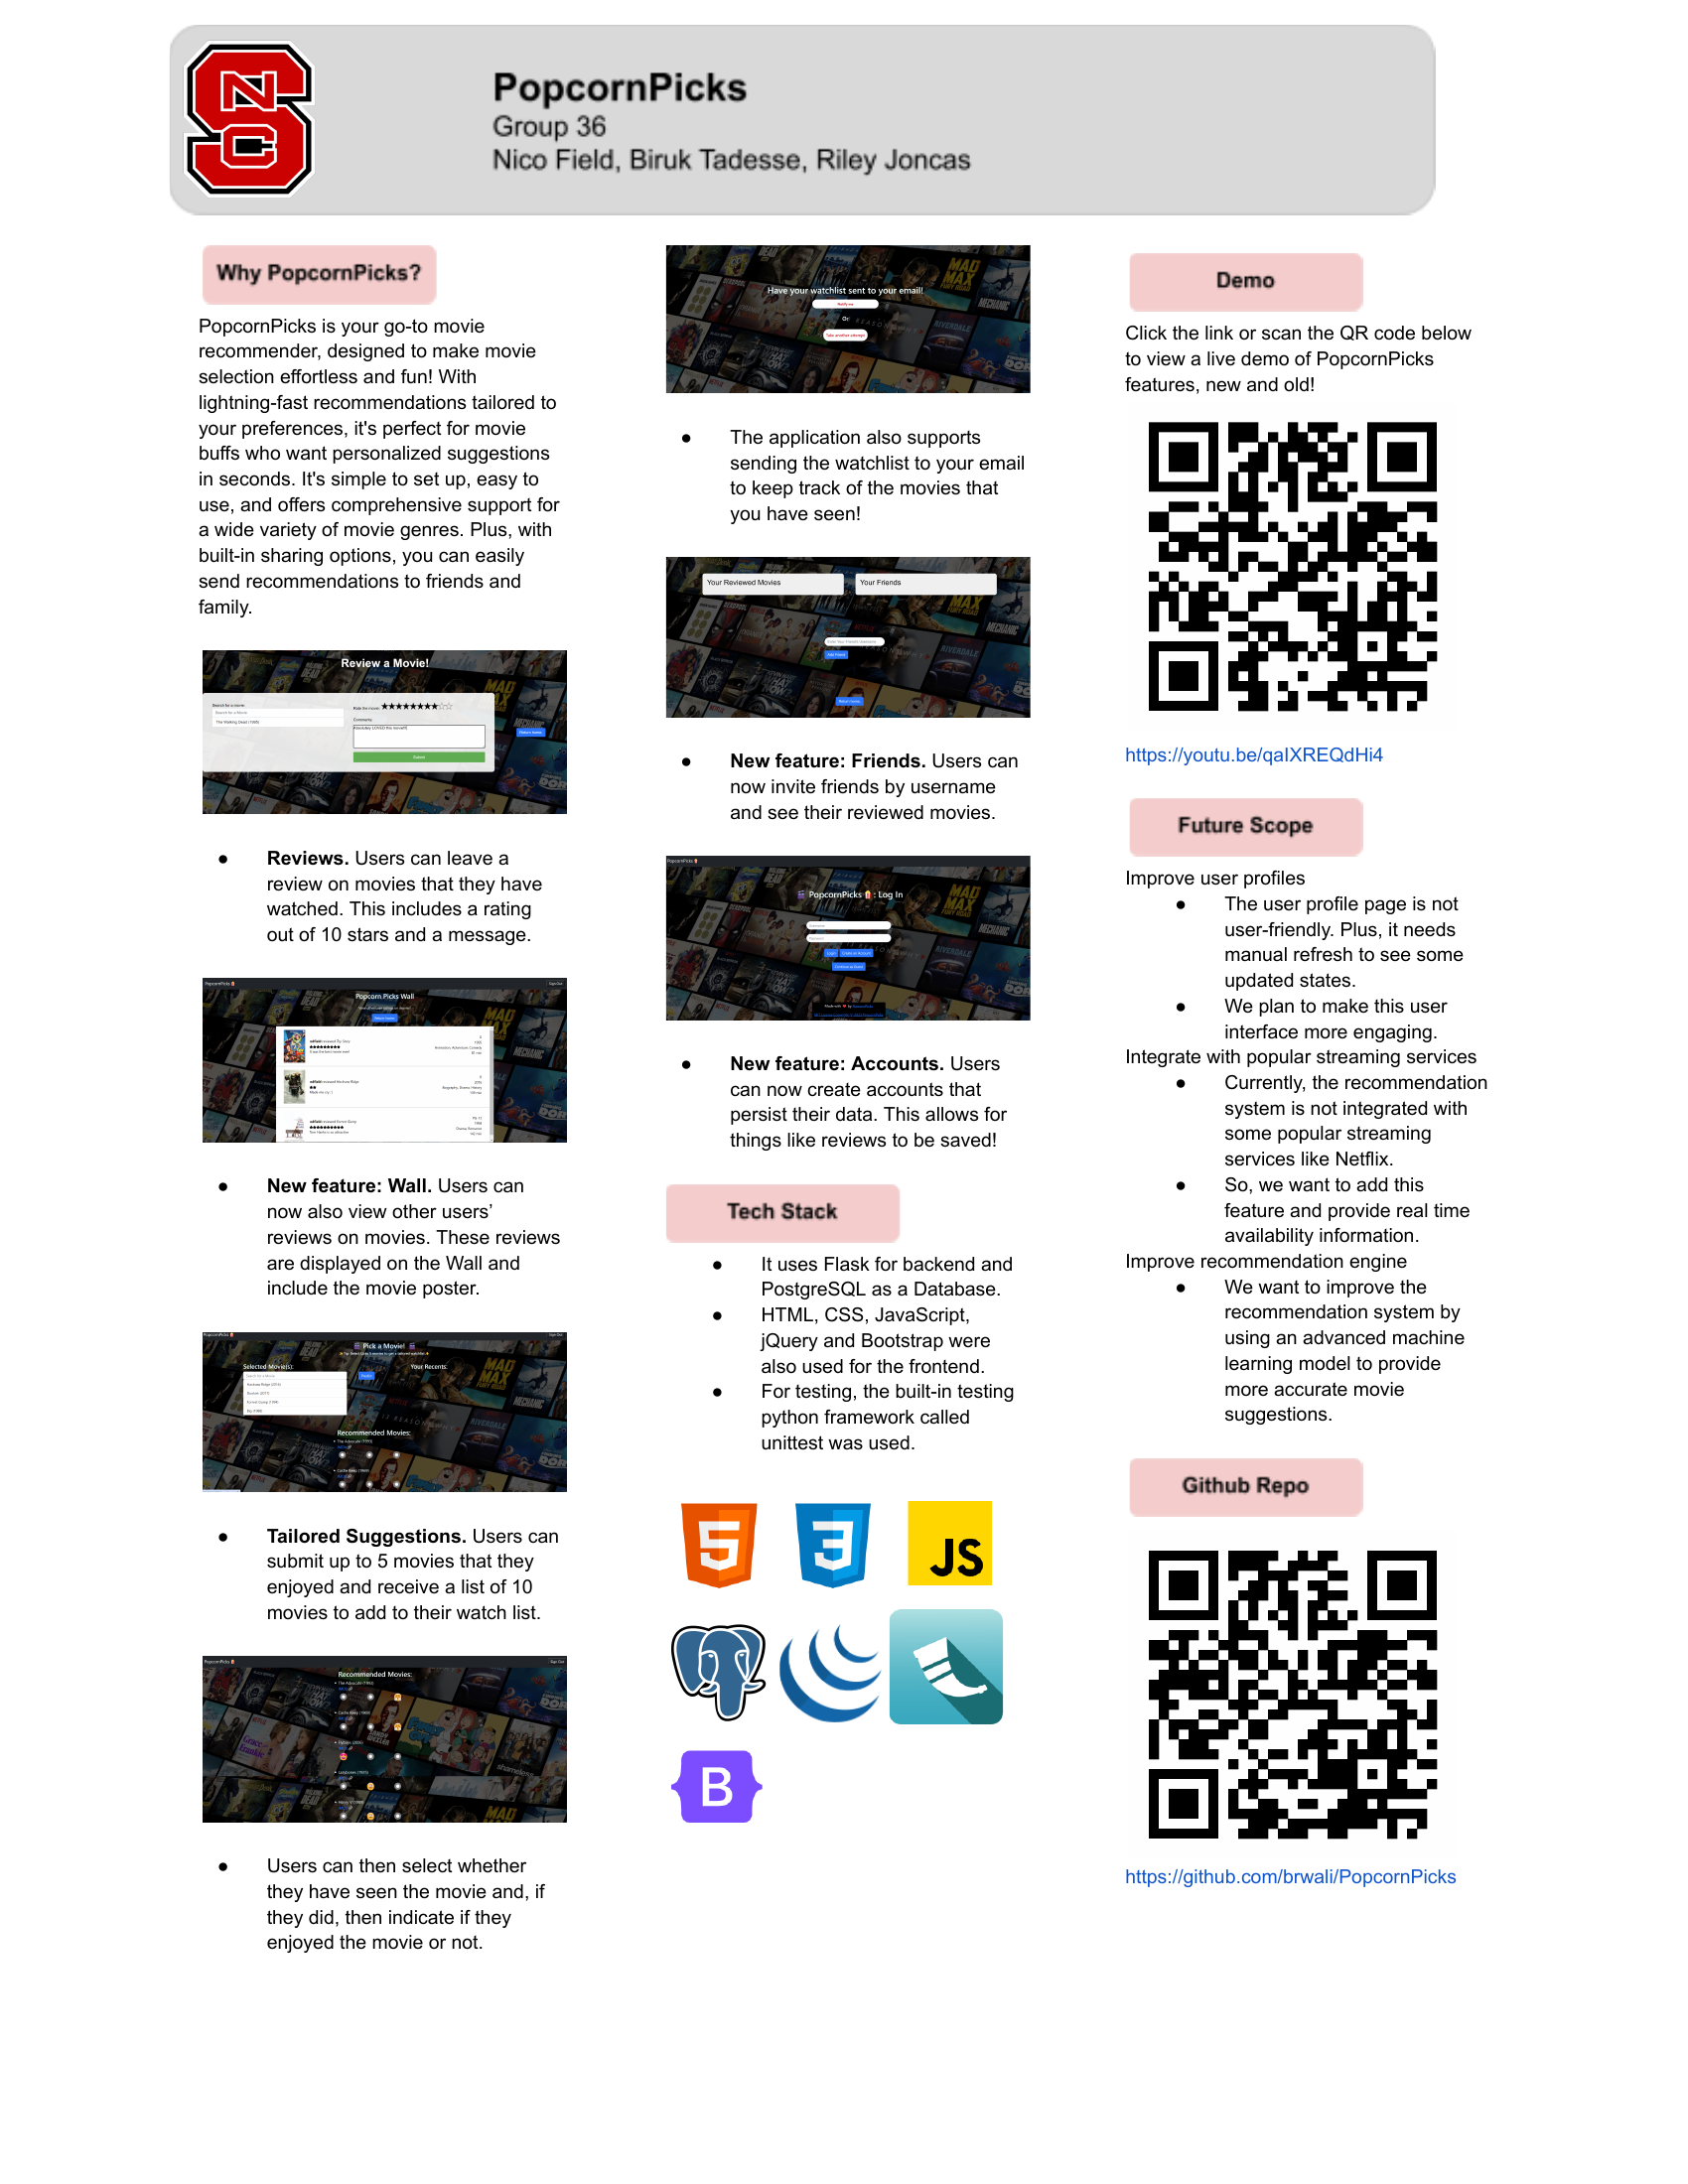 PopcornPicks
Group 36
Nico Field, Biruk Tadesse, Riley Joncas
Why PopcornPicks?
PopcornPicks is your go-to movie
recommender, designed to make movie
selection effortless and fun! With
lightning-fast recommendations tailored to
your preferences, it's perfect for movie
buffs who want personalized suggestions
in seconds. It's simple to set up, easy to
use, and offers comprehensive support for
a wide variety of movie genres. Plus, with
built-in sharing options, you can easily
send recommendations to friends and
family.
Review a Movie!
● Reviews. Users can leave a
review on movies that they have
watched. This includes a rating
out of 10 stars and a message.
Popcorn Picks Wall
● New feature: Wall. Users can
now also view other users’
reviews on movies. These reviews
are displayed on the Wall and
include the movie poster.
Pick a Movie!
Selected Movie(s):
Your Recents:
Recommended Movies:
● Tailored Suggestions. Users can
submit up to 5 movies that they
enjoyed and receive a list of 10
movies to add to their watch list.
Recommended Movies:
● Users can then select whether
they have seen the movie and, if
they did, then indicate if they
enjoyed the movie or not.
Have your watchlist sent to your email!
● The application also supports
sending the watchlist to your email
to keep track of the movies that
you have seen!
Your Reviewed Movies
Your Friends
● New feature: Friends. Users can
now invite friends by username
and see their reviewed movies.
PopcornPicks : Log In
● New feature: Accounts. Users
can now create accounts that
persist their data. This allows for
things like reviews to be saved!
Tech Stack
● It uses Flask for backend and
PostgreSQL as a Database.
● HTML, CSS, JavaScript,
jQuery and Bootstrap were
also used for the frontend.
● For testing, the built-in testing
python framework called
unittest was used.
JS
B
Demo
Click the link or scan the QR code below
to view a live demo of PopcornPicks
features, new and old!
https://youtu.be/qaIXREQdHi4
Future Scope
Improve user profiles
● The user profile page is not
user-friendly. Plus, it needs
manual refresh to see some
updated states.
● We plan to make this user
interface more engaging.
Integrate with popular streaming services
● Currently, the recommendation
system is not integrated with
some popular streaming
services like Netflix.
● So, we want to add this
feature and provide real time
availability information.
Improve recommendation engine
● We want to improve the
recommendation system by
using an advanced machine
learning model to provide
more accurate movie
suggestions.
Github Repo
https://github.com/brwali/PopcornPicks